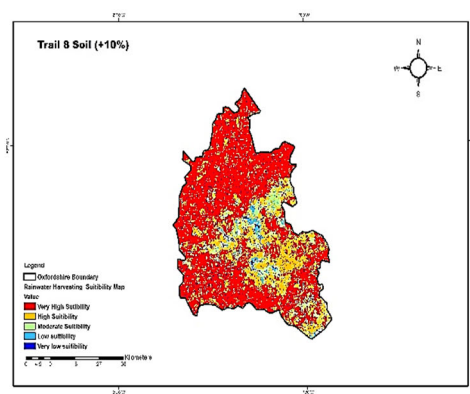 Trail 8 Soil (+10%)
N
W E
S
Legend
Oxfordshire Boundary
Rainwater Harvesting Suitibility Map
Value
Very High Sutibility
High Suitibility
Moderate Suitibility
Low suitibility
Very low suitibility
Kilometers